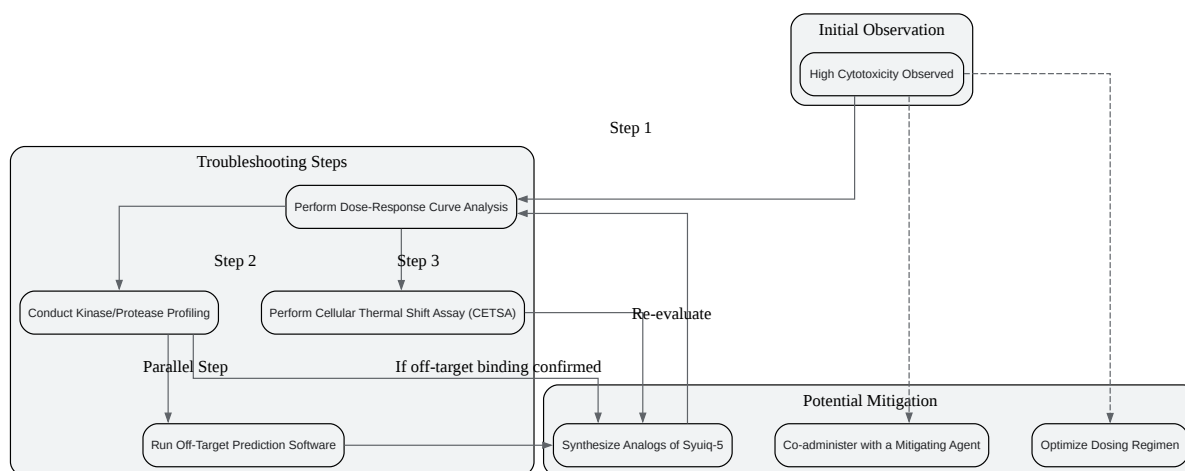 Initial Observation
High Cytotoxicity Observed
Step 1
Troubleshooting Steps
Perform Dose-Response Curve Analysis
Step 2
Step 3
Conduct Kinase/Protease Profiling
Perform Cellular Thermal Shift Assay (CETSA)
Re-evaluate
Parallel Step
If off-target binding confirmed
Potential Mitigation
Run Off-Target Prediction Software
Synthesize Analogs of Syuiq-5
Co-administer with a Mitigating Agent
Optimize Dosing Regimen